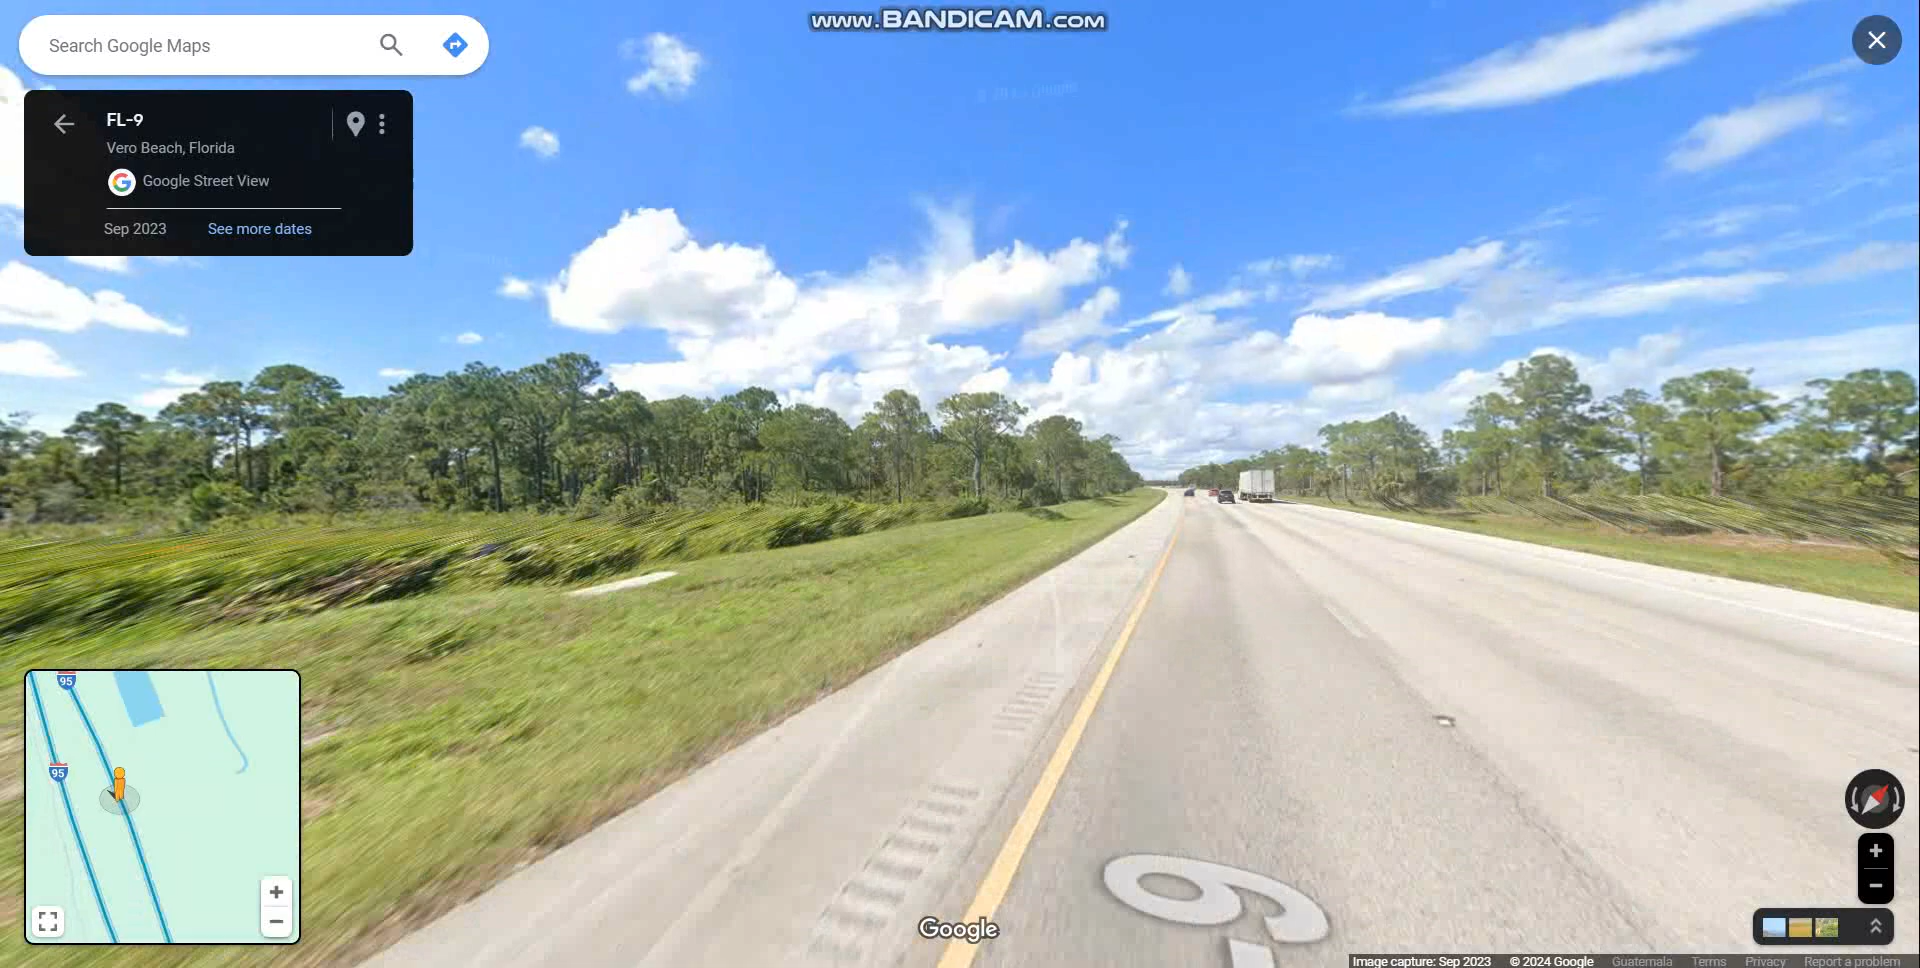 www.BANDICAM.com
Search Google Maps
FL-9
Vero Beach, Florida
Google Street View
Sep 2023
See more dates
95
95
Google
FL-9
Image capture: Sep 2023 © 2024 Google Guatemala Terms Privacy Report a problem